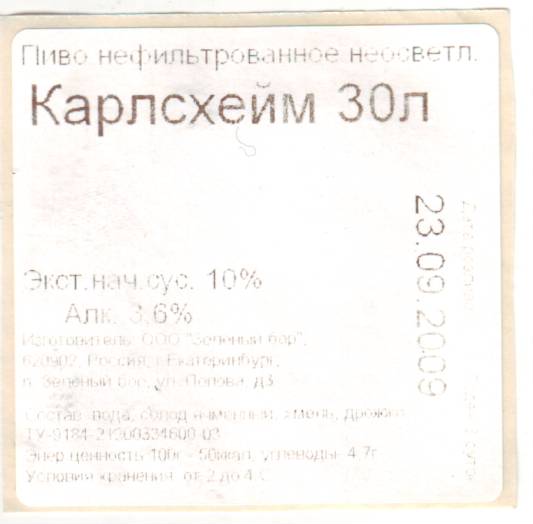 Пиво нефильтрованное неосветл.
Карлсхейм 30л
23.09.2009
Экст.нач.сус. 10%
Алк. 3,6%
Изготовитель: ООО "Зеленый бор",
620902, Россия, г.Екатеринбург,
п. Зеленый бор, ул. Попова, д3
Состав: вода, солод ячменный, хмель, дрожжи
ТУ-9184-21300334600-03
Энер.ценность-100г.- 50ккал, углеводы- 4,7г
Условия хранения: от 2 до 4 С